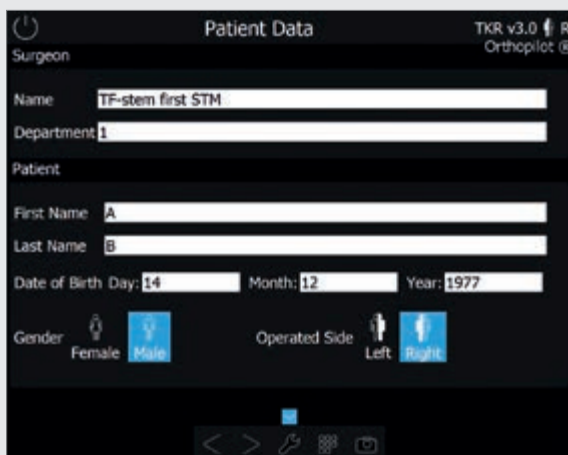 Patient Data
TKR v3.0 R
Orthopilot ®
Surgeon
Name TF-stem first STM
Department 1
Patient
First Name A
Last Name B
Date of Birth Day: 14 Month: 12 Year: 1977
Gender Female Male Operated Side Left Right